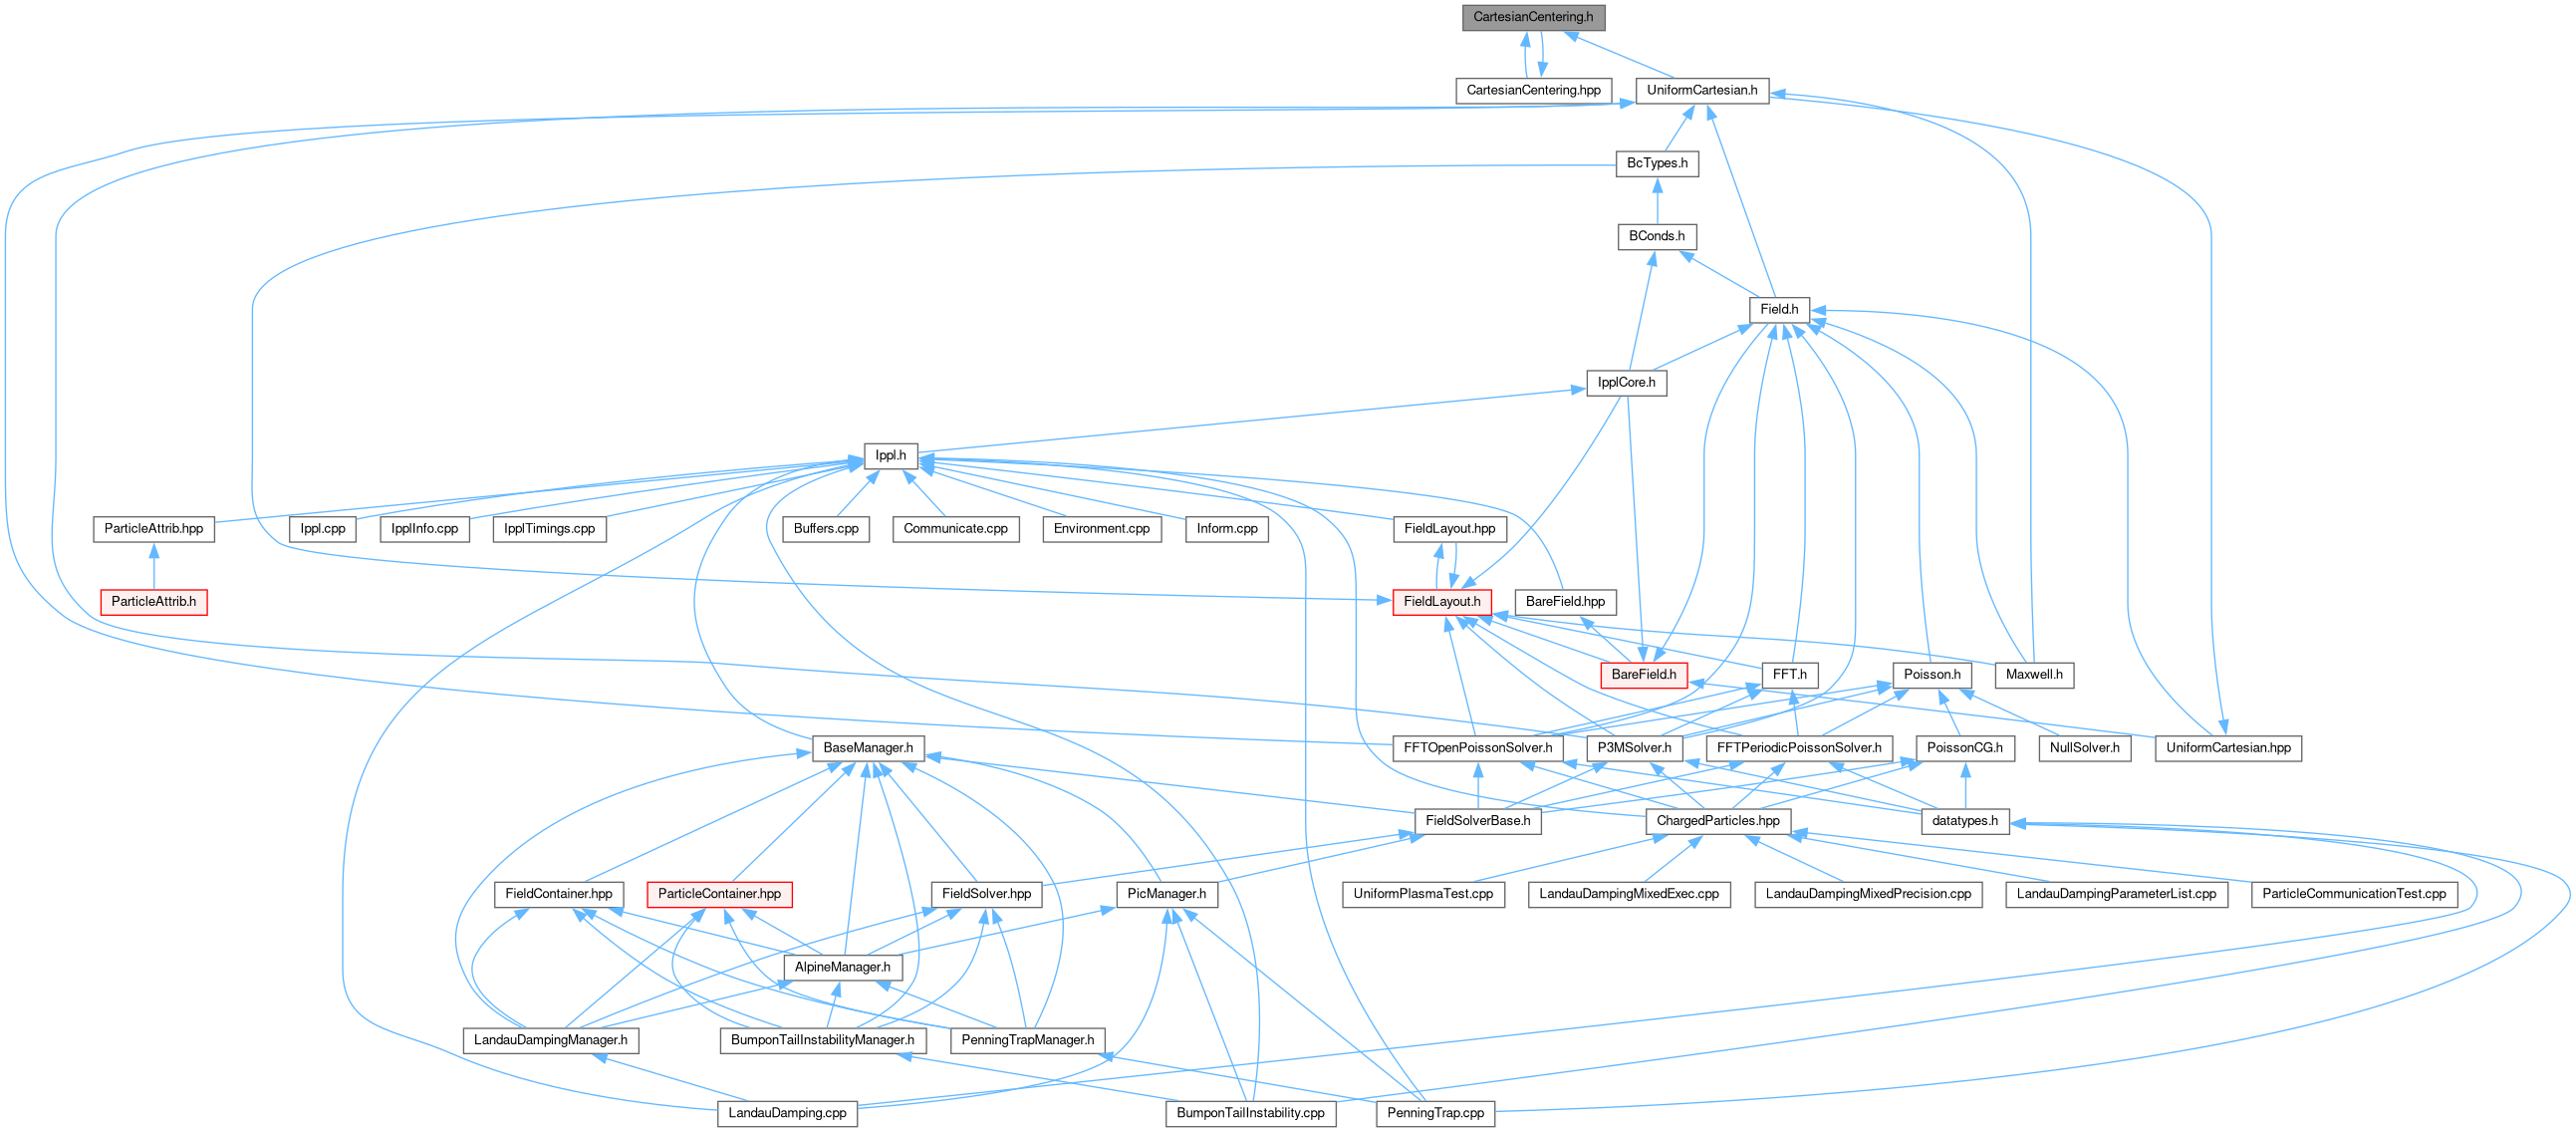 CartesianCentering.h
CartesianCentering.hpp
UniformCartesian.h
BcTypes.h
BConds.h
Field.h
IpplCore.h
Ippl.h
ParticleAttrib.hpp
Ippl.cpp
IpplInfo.cpp
IpplTimings.cpp
Buffers.cpp
Communicate.cpp
Environment.cpp
Inform.cpp
FieldLayout.hpp
ParticleAttrib.h
FieldLayout.h
BareField.hpp
BareField.h
FFT.h
Poisson.h
Maxwell.h
BaseManager.h
FFTOpenPoissonSolver.h
P3MSolver.h
FFTPeriodicPoissonSolver.h
PoissonCG.h
NullSolver.h
UniformCartesian.hpp
FieldSolverBase.h
ChargedParticles.hpp
datatypes.h
FieldContainer.hpp
ParticleContainer.hpp
FieldSolver.hpp
PicManager.h
UniformPlasmaTest.cpp
LandauDampingMixedExec.cpp
LandauDampingMixedPrecision.cpp
LandauDampingParameterList.cpp
ParticleCommunicationTest.cpp
AlpineManager.h
LandauDampingManager.h
BumponTailInstabilityManager.h
PenningTrapManager.h
LandauDamping.cpp
BumponTailInstability.cpp
PenningTrap.cpp